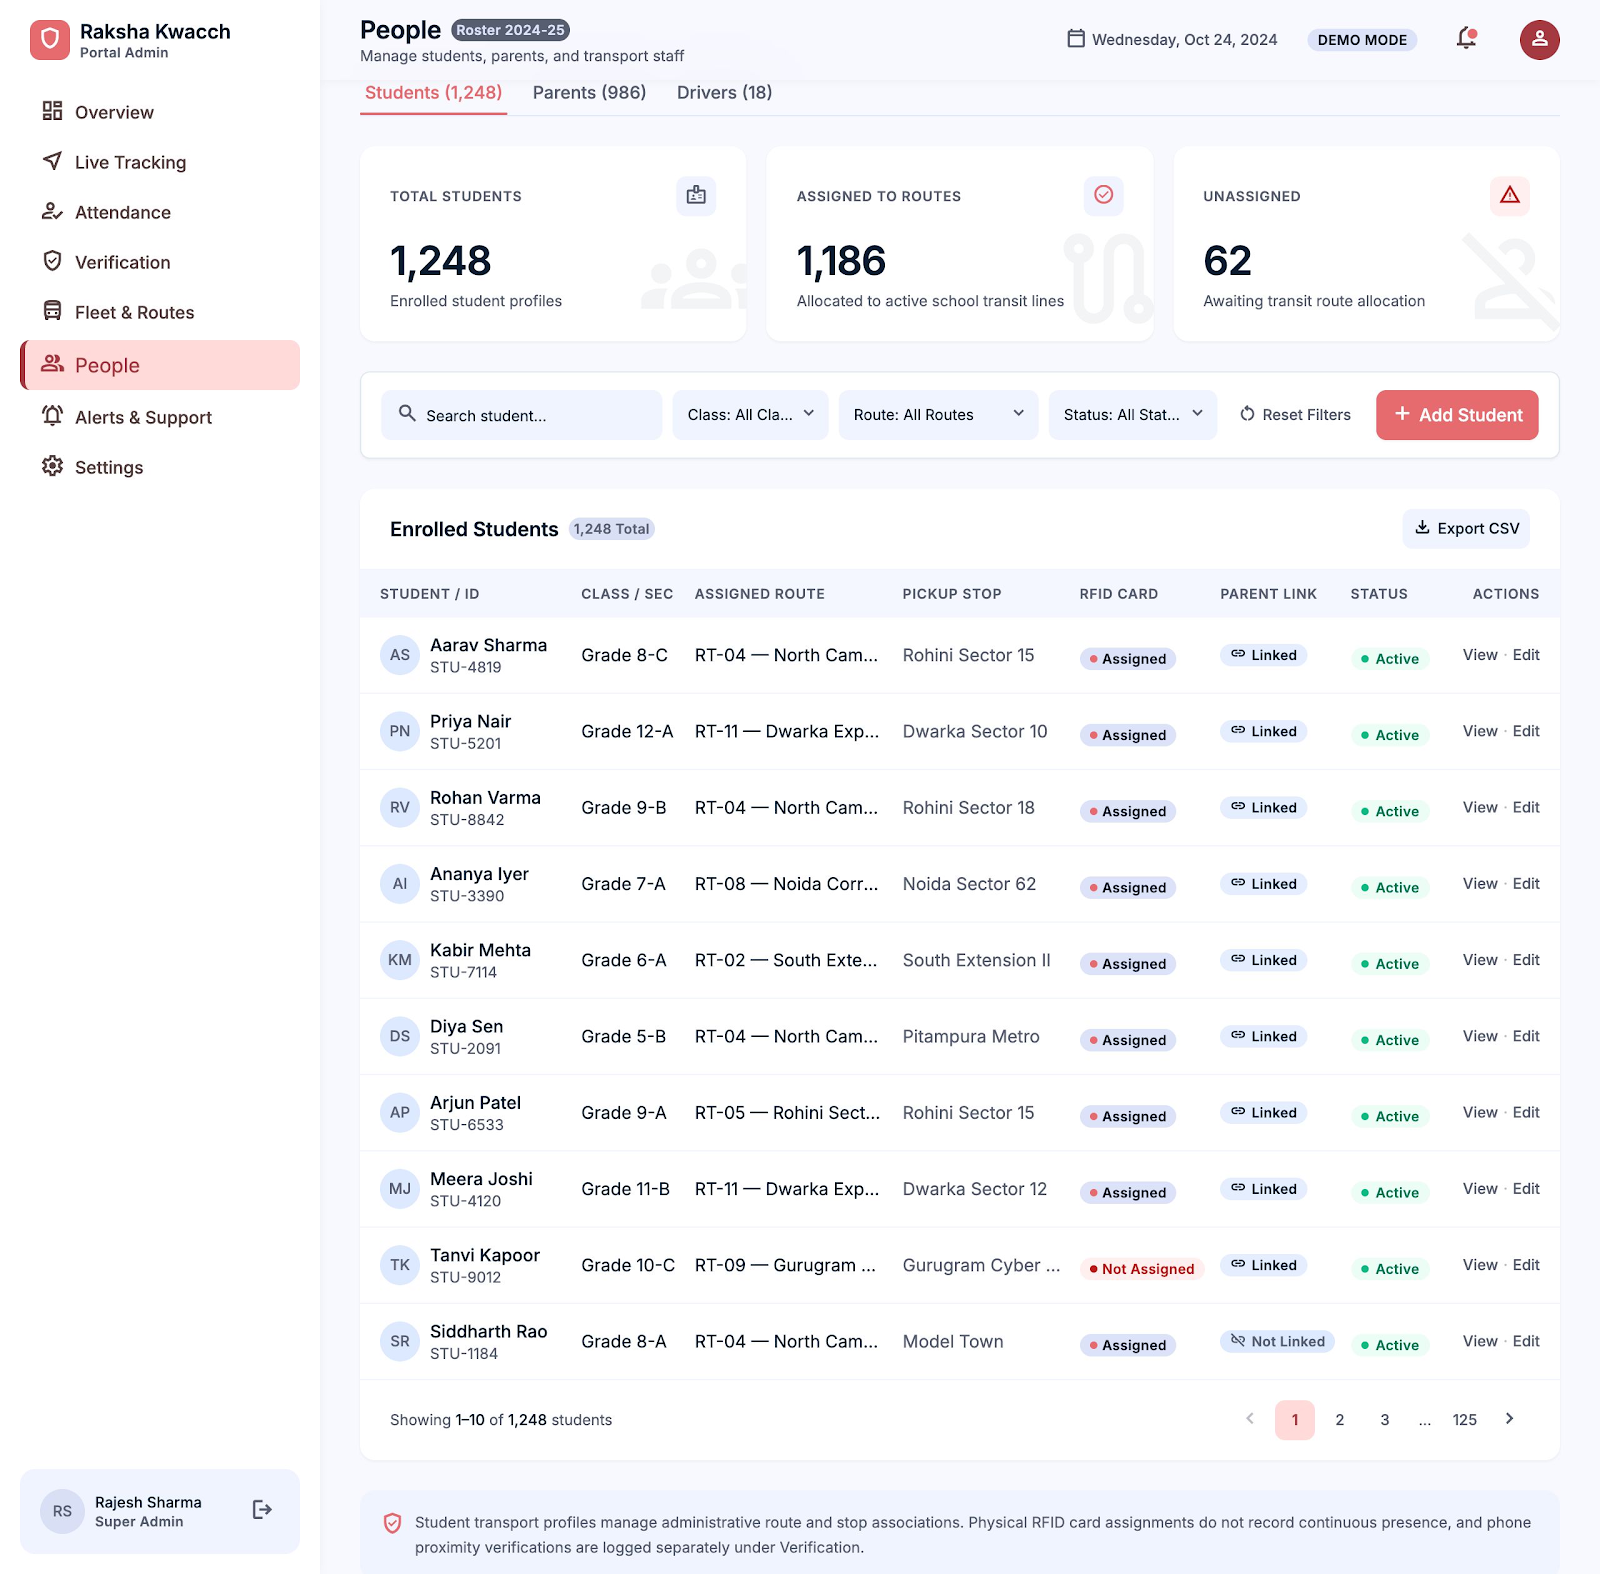 Raksha Kwacch
Portal Admin
Overview
Live Tracking
Attendance
Verification
Fleet & Routes
People
Alerts & Support
Settings
RS
Rajesh Sharma
Super Admin
People Roster 2024-25
Manage students, parents, and transport staff
Wednesday, Oct 24, 2024
DEMO MODE
Students (1,248) Parents (986) Drivers (18)
TOTAL STUDENTS
1,248
Enrolled student profiles
ASSIGNED TO ROUTES
1,186
Allocated to active school transit lines
UNASSIGNED
62
Awaiting transit route allocation
Search student...
Class: All Cla...
Route: All Routes
Status: All Stat...
Reset Filters
+ Add Student
Enrolled Students 1,248 Total
Export CSV
STUDENT / ID CLASS / SEC ASSIGNED ROUTE PICKUP STOP RFID CARD PARENT LINK STATUS ACTIONS
AS Aarav Sharma Grade 8-C RT-04 — North Cam... Rohini Sector 15 Assigned Linked Active View · Edit
STU-4819
PN Priya Nair Grade 12-A RT-11 — Dwarka Exp... Dwarka Sector 10 Assigned Linked Active View · Edit
STU-5201
RV Rohan Varma Grade 9-B RT-04 — North Cam... Rohini Sector 18 Assigned Linked Active View · Edit
STU-8842
AI Ananya Iyer Grade 7-A RT-08 — Noida Corr... Noida Sector 62 Assigned Linked Active View · Edit
STU-3390
KM Kabir Mehta Grade 6-A RT-02 — South Exte... South Extension II Assigned Linked Active View · Edit
STU-7114
DS Diya Sen Grade 5-B RT-04 — North Cam... Pitampura Metro Assigned Linked Active View · Edit
STU-2091
AP Arjun Patel Grade 9-A RT-05 — Rohini Sect... Rohini Sector 15 Assigned Linked Active View · Edit
STU-6533
MJ Meera Joshi Grade 11-B RT-11 — Dwarka Exp... Dwarka Sector 12 Assigned Linked Active View · Edit
STU-4120
TK Tanvi Kapoor Grade 10-C RT-09 — Gurugram ... Gurugram Cyber ... Not Assigned Linked Active View · Edit
STU-9012
SR Siddharth Rao Grade 8-A RT-04 — North Cam... Model Town Assigned Not Linked Active View · Edit
STU-1184
Showing 1–10 of 1,248 students
1 2 3 ... 125
Student transport profiles manage administrative route and stop associations. Physical RFID card assignments do not record continuous presence, and phone
proximity verifications are logged separately under Verification.